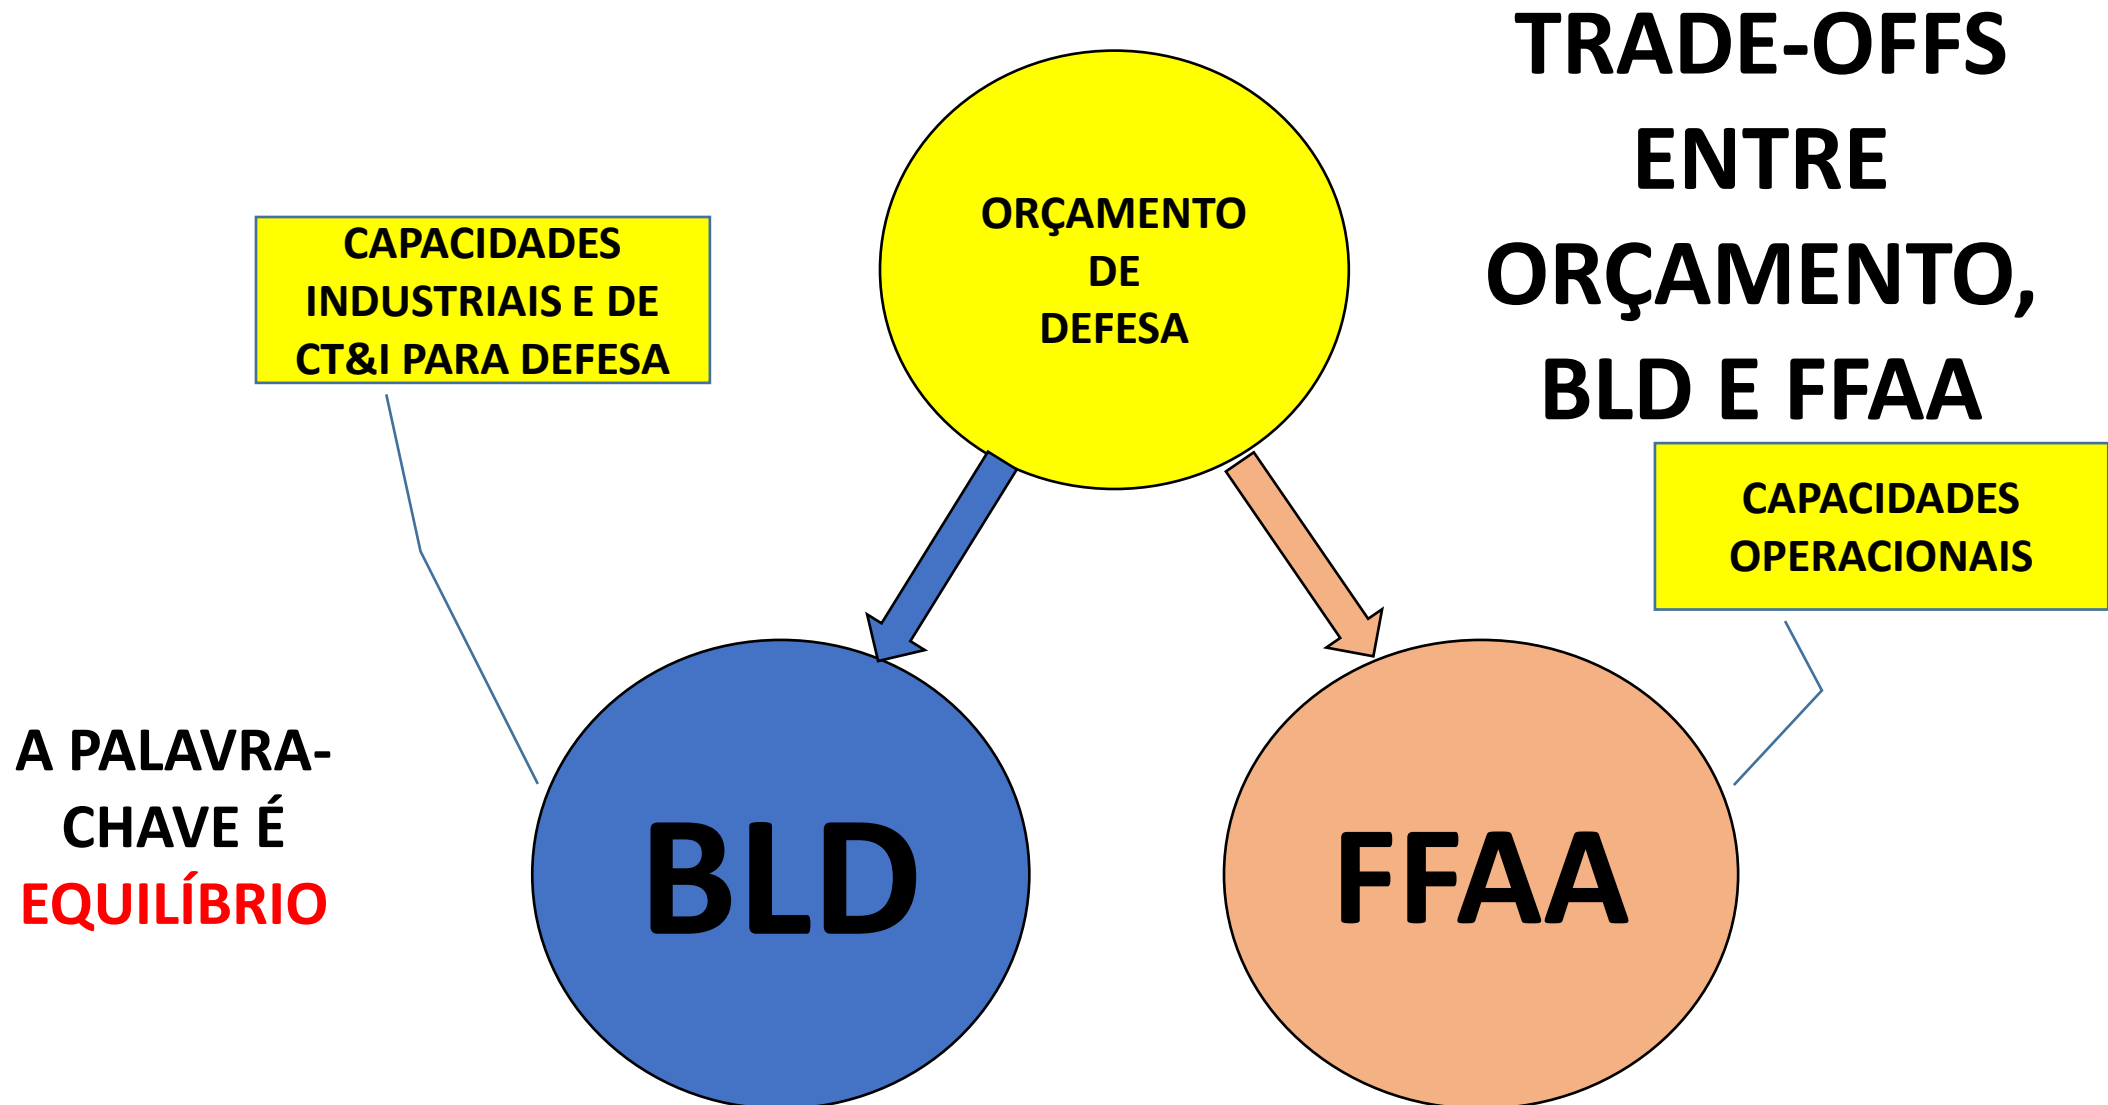 TRADE-OFFS
ENTRE
ORÇAMENTO,
BLD E FFAA
ORÇAMENTO
DE
DEFESA
CAPACIDADES
INDUSTRIAIS E DE
CT&I PARA DEFESA
CAPACIDADES
OPERACIONAIS
A PALAVRA-
CHAVE É
EQUILÍBRIO
BLD
FFAA